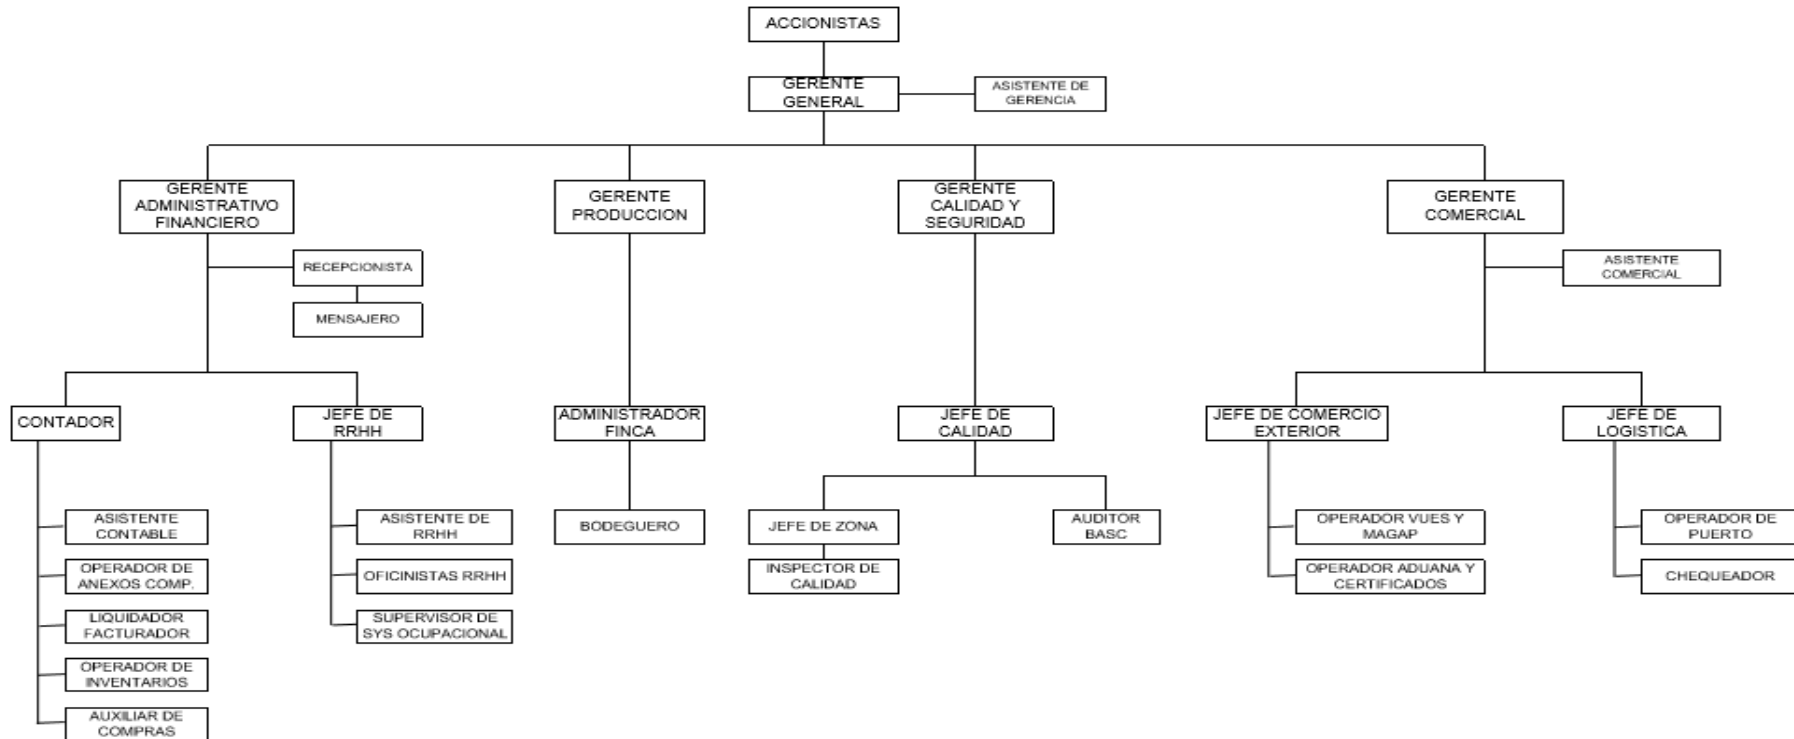 ACCIONISTAS
GERENTE
GENERAL
ASISTENTE DE
GERENCIA
GERENTE
ADMINISTRATIVO
FINANCIERO
GERENTE
PRODUCCION
GERENTE
CALIDAD Y
SEGURIDAD
GERENTE
COMERCIAL
RECEPCIONISTA
MENSAJERO
ASISTENTE
COMERCIAL
CONTADOR
JEFE DE
RRHH
ADMINISTRADOR
FINCA
JEFE DE
CALIDAD
JEFE DE COMERCIO
EXTERIOR
JEFE DE
LOGISTICA
ASISTENTE
CONTABLE
OPERADOR DE
ANEXOS COMP.
LIQUIDADOR
FACTURADOR
OPERADOR DE
INVENTARIOS
AUXILIAR DE
COMPRAS
ASISTENTE DE
RRHH
OFICINISTAS RRHH
SUPERVISOR DE
SYS OCUPACIONAL
BODEGUERO
JEFE DE ZONA
INSPECTOR DE
CALIDAD
AUDITOR
BASC
OPERADOR VUES Y
MAGAP
OPERADOR ADUANA Y
CERTIFICADOS
OPERADOR DE
PUERTO
CHEQUEADOR